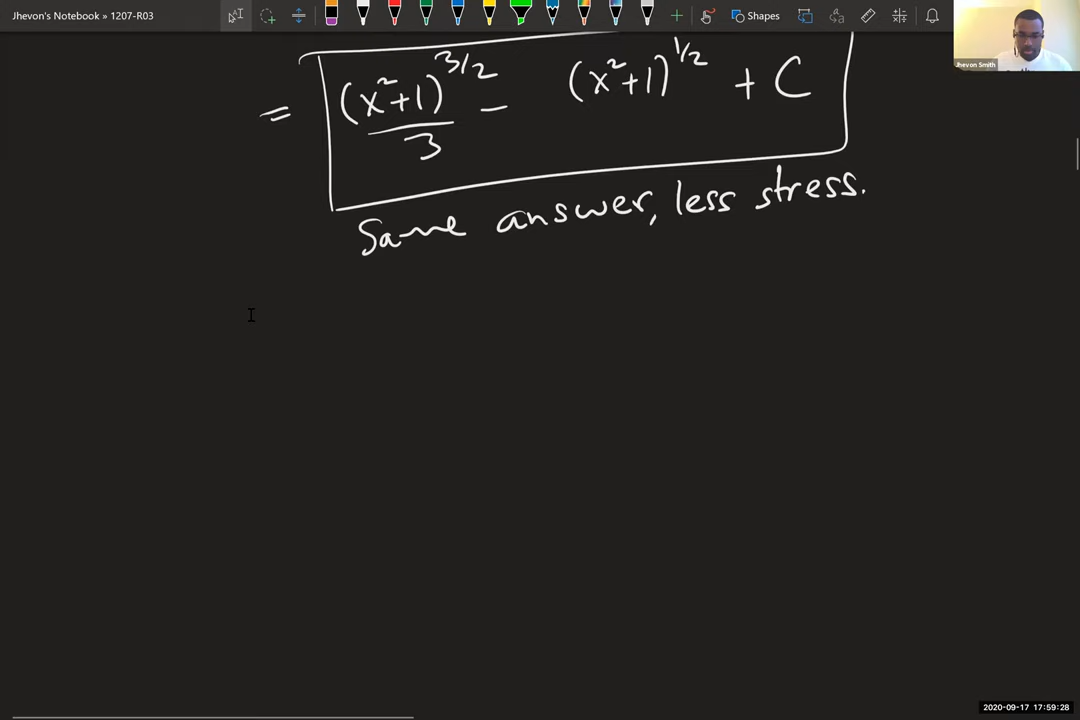 Jhevon's Notebook » 1207-R03
Shapes
Jhevon Smith
= (x²+1)^{3/2}/3 - (x²+1)^{1/2} + C
Same answer, less stress.
2020-09-17 17:59:28